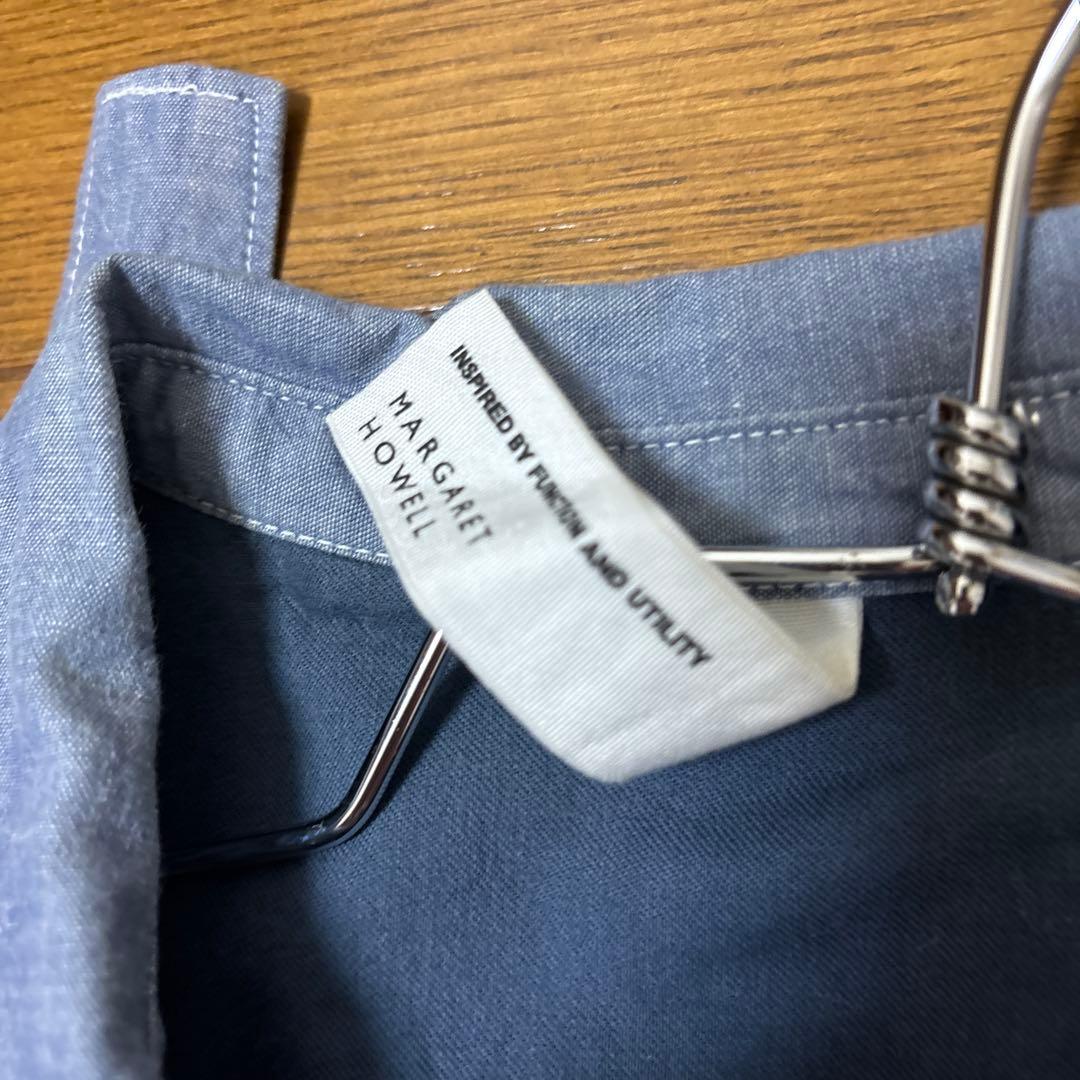 INSPIRED BY FUNCTION AND UTILITY
MARGARET
HOWELL